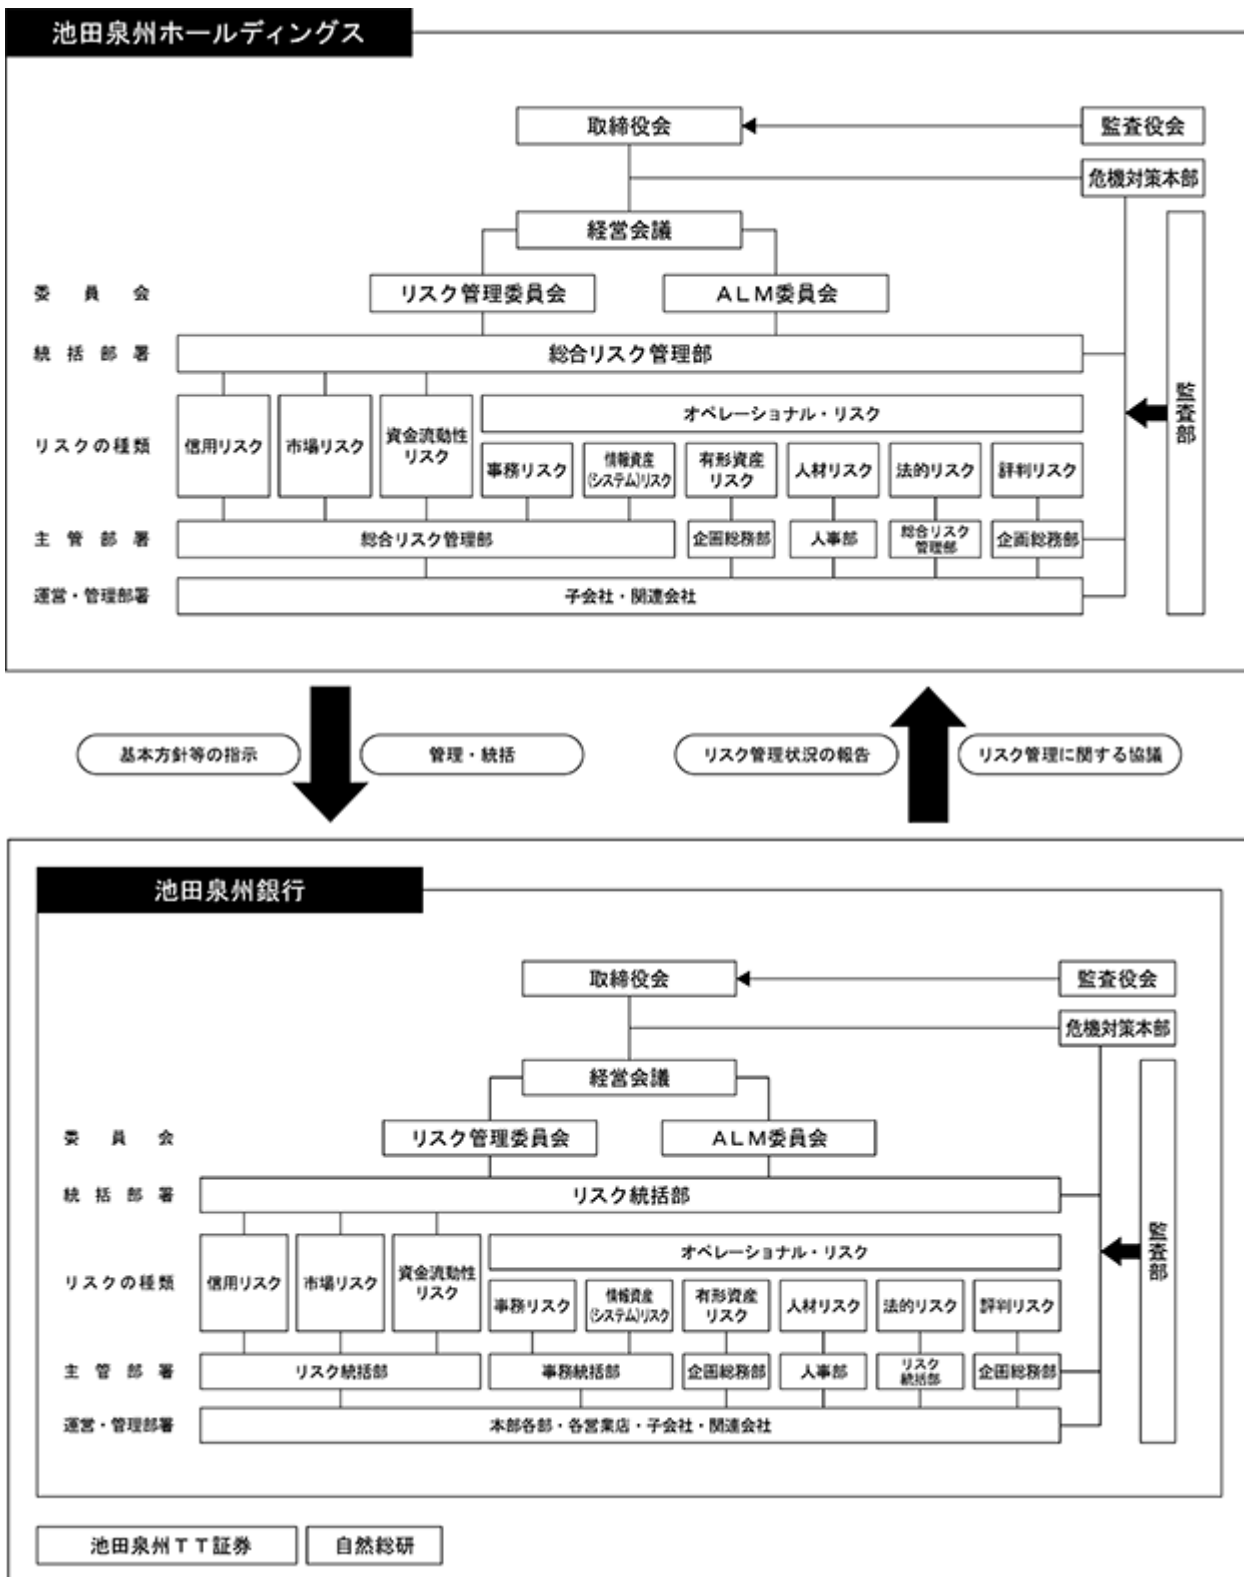 池田泉州ホールディングス
取締役会
監査役会
危機対策本部
経営会議
委員会
リスク管理委員会
ALM委員会
統括部署
総合リスク管理部
監査部
リスクの種類
信用リスク
市場リスク
資金流動性
リスク
オペレーショナル・リスク
事務リスク
情報資産
(システム)リスク
有形資産
リスク
人材リスク
法的リスク
評判リスク
主管部署
総合リスク管理部
企画総務部
人事部
総合リスク
管理部
企画総務部
運営・管理部署
子会社・関連会社
基本方針等の指示
管理・統括
リスク管理状況の報告
リスク管理に関する協議
池田泉州銀行
取締役会
監査役会
危機対策本部
経営会議
委員会
リスク管理委員会
ALM委員会
統括部署
リスク統括部
監査部
リスクの種類
信用リスク
市場リスク
資金流動性
リスク
オペレーショナル・リスク
事務リスク
情報資産
(システム)リスク
有形資産
リスク
人材リスク
法的リスク
評判リスク
主管部署
リスク統括部
事務統括部
企画総務部
人事部
リスク
統括部
企画総務部
運営・管理部署
本部各部・各営業店・子会社・関連会社
池田泉州TT証券
自然総研